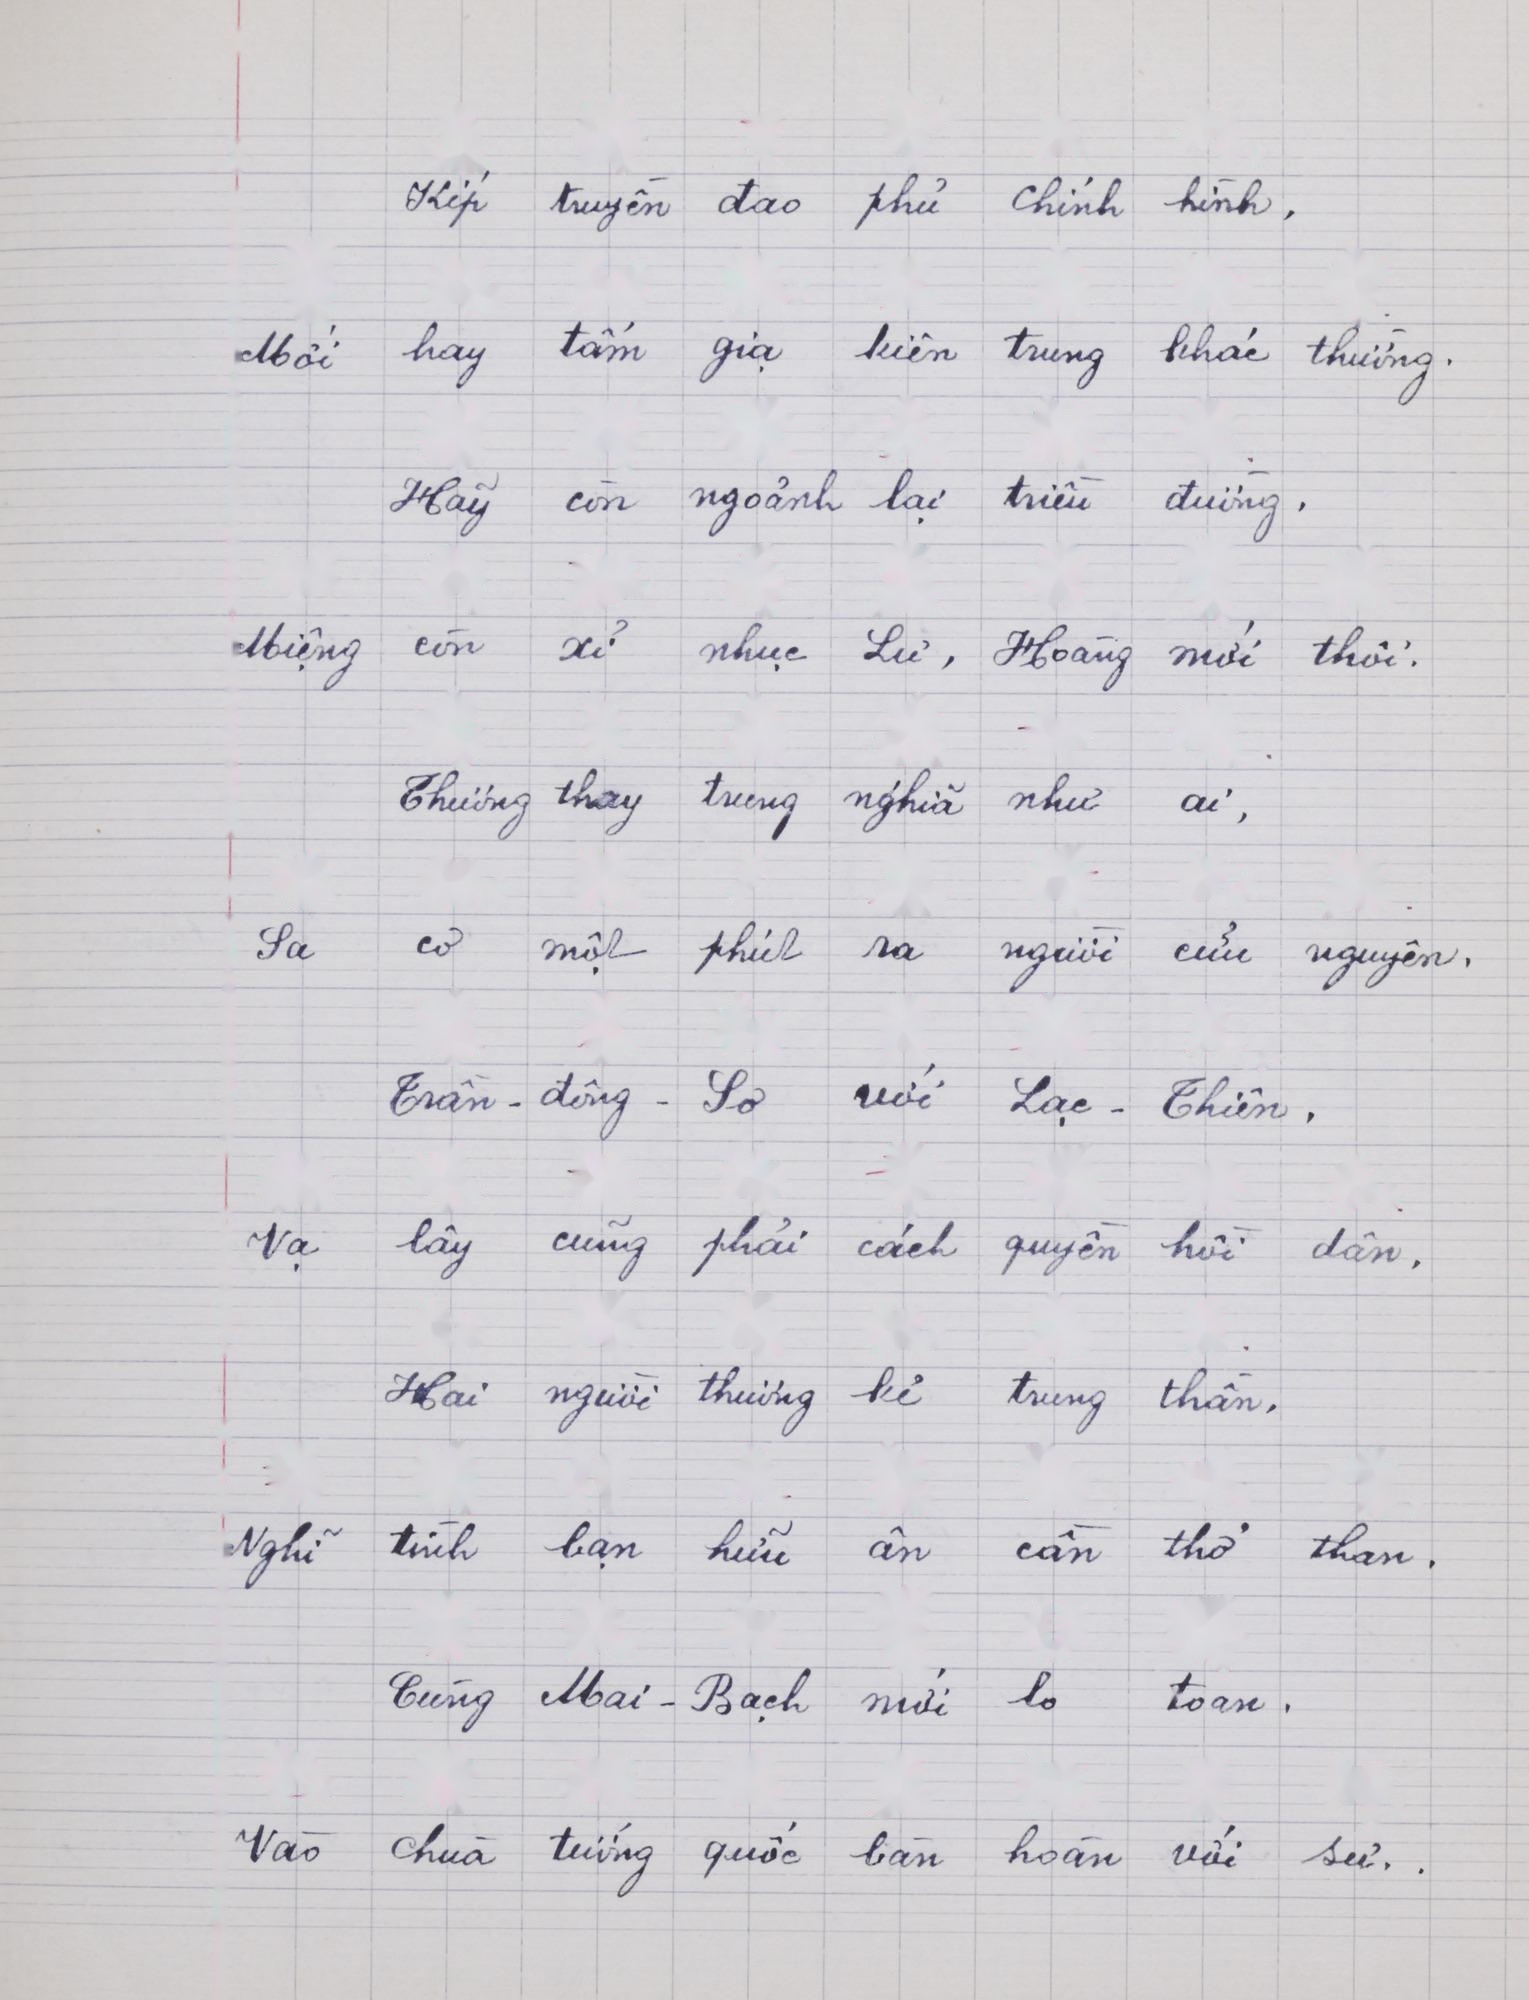 Kíp truyền đao phủ chính hình,
Mới hay tấm giạ kiên trung khác thường.
Hãy còn ngoảnh lại triều đường,
Miệng còn xỉ nhục Lư, Hoàng mới thôi.
Thương thay trung nghĩa như ai,
Sa cơ một phút ra người cửu nguyên.
Trần-đông-Sơ với Lạc-Thiên,
Vạ lây cũng phải cách quyền hồi dân.
Hai người thương kẻ trung thần,
Nghĩ tình bạn hữu ân cần thở than.
Cùng Mai-Bạch mới lo toan.
Vào chùa tướng quốc bàn hoàn với sư..